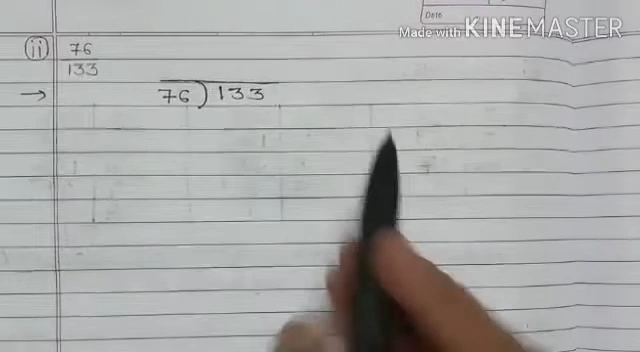 Date
Made with KINEMASTER
(ii) 76
133
→ 76 ) 133